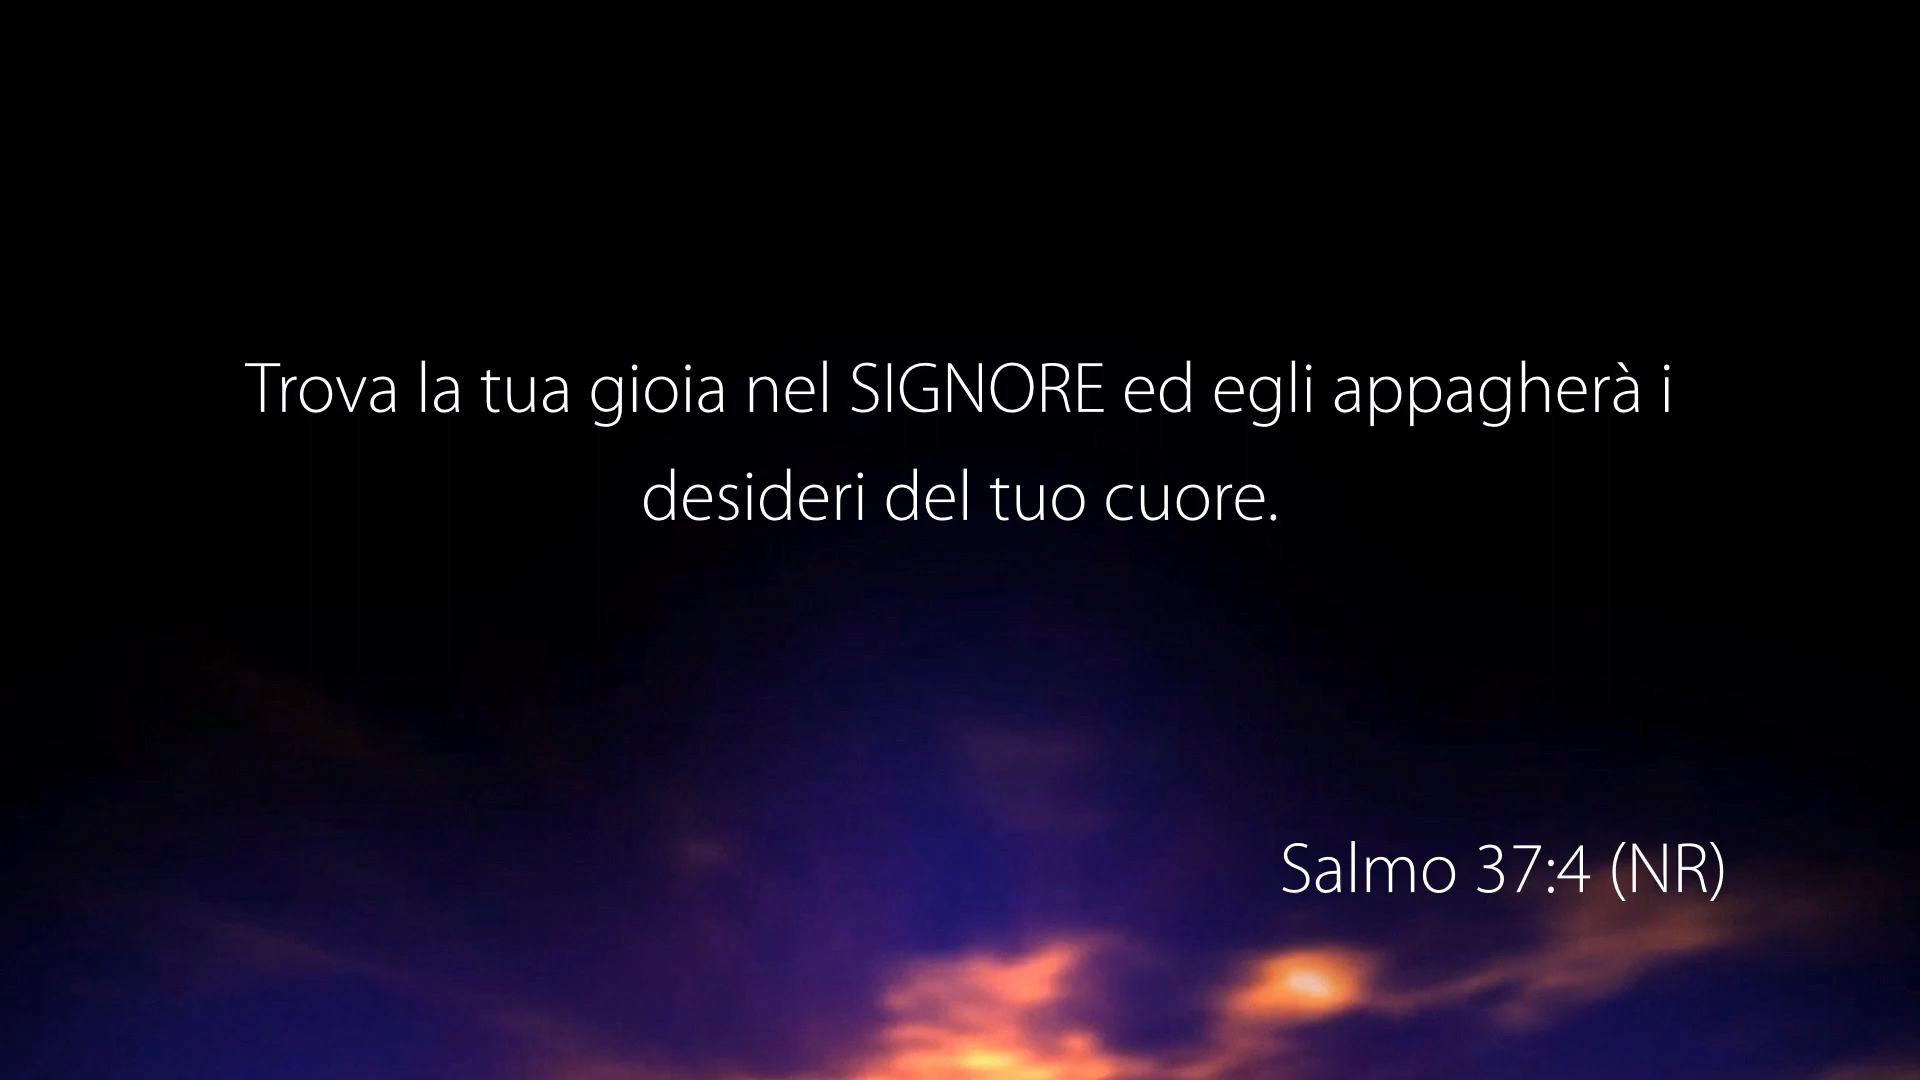 Trova la tua gioia nel SIGNORE ed egli appagherà i
desideri del tuo cuore.
Salmo 37:4 (NR)